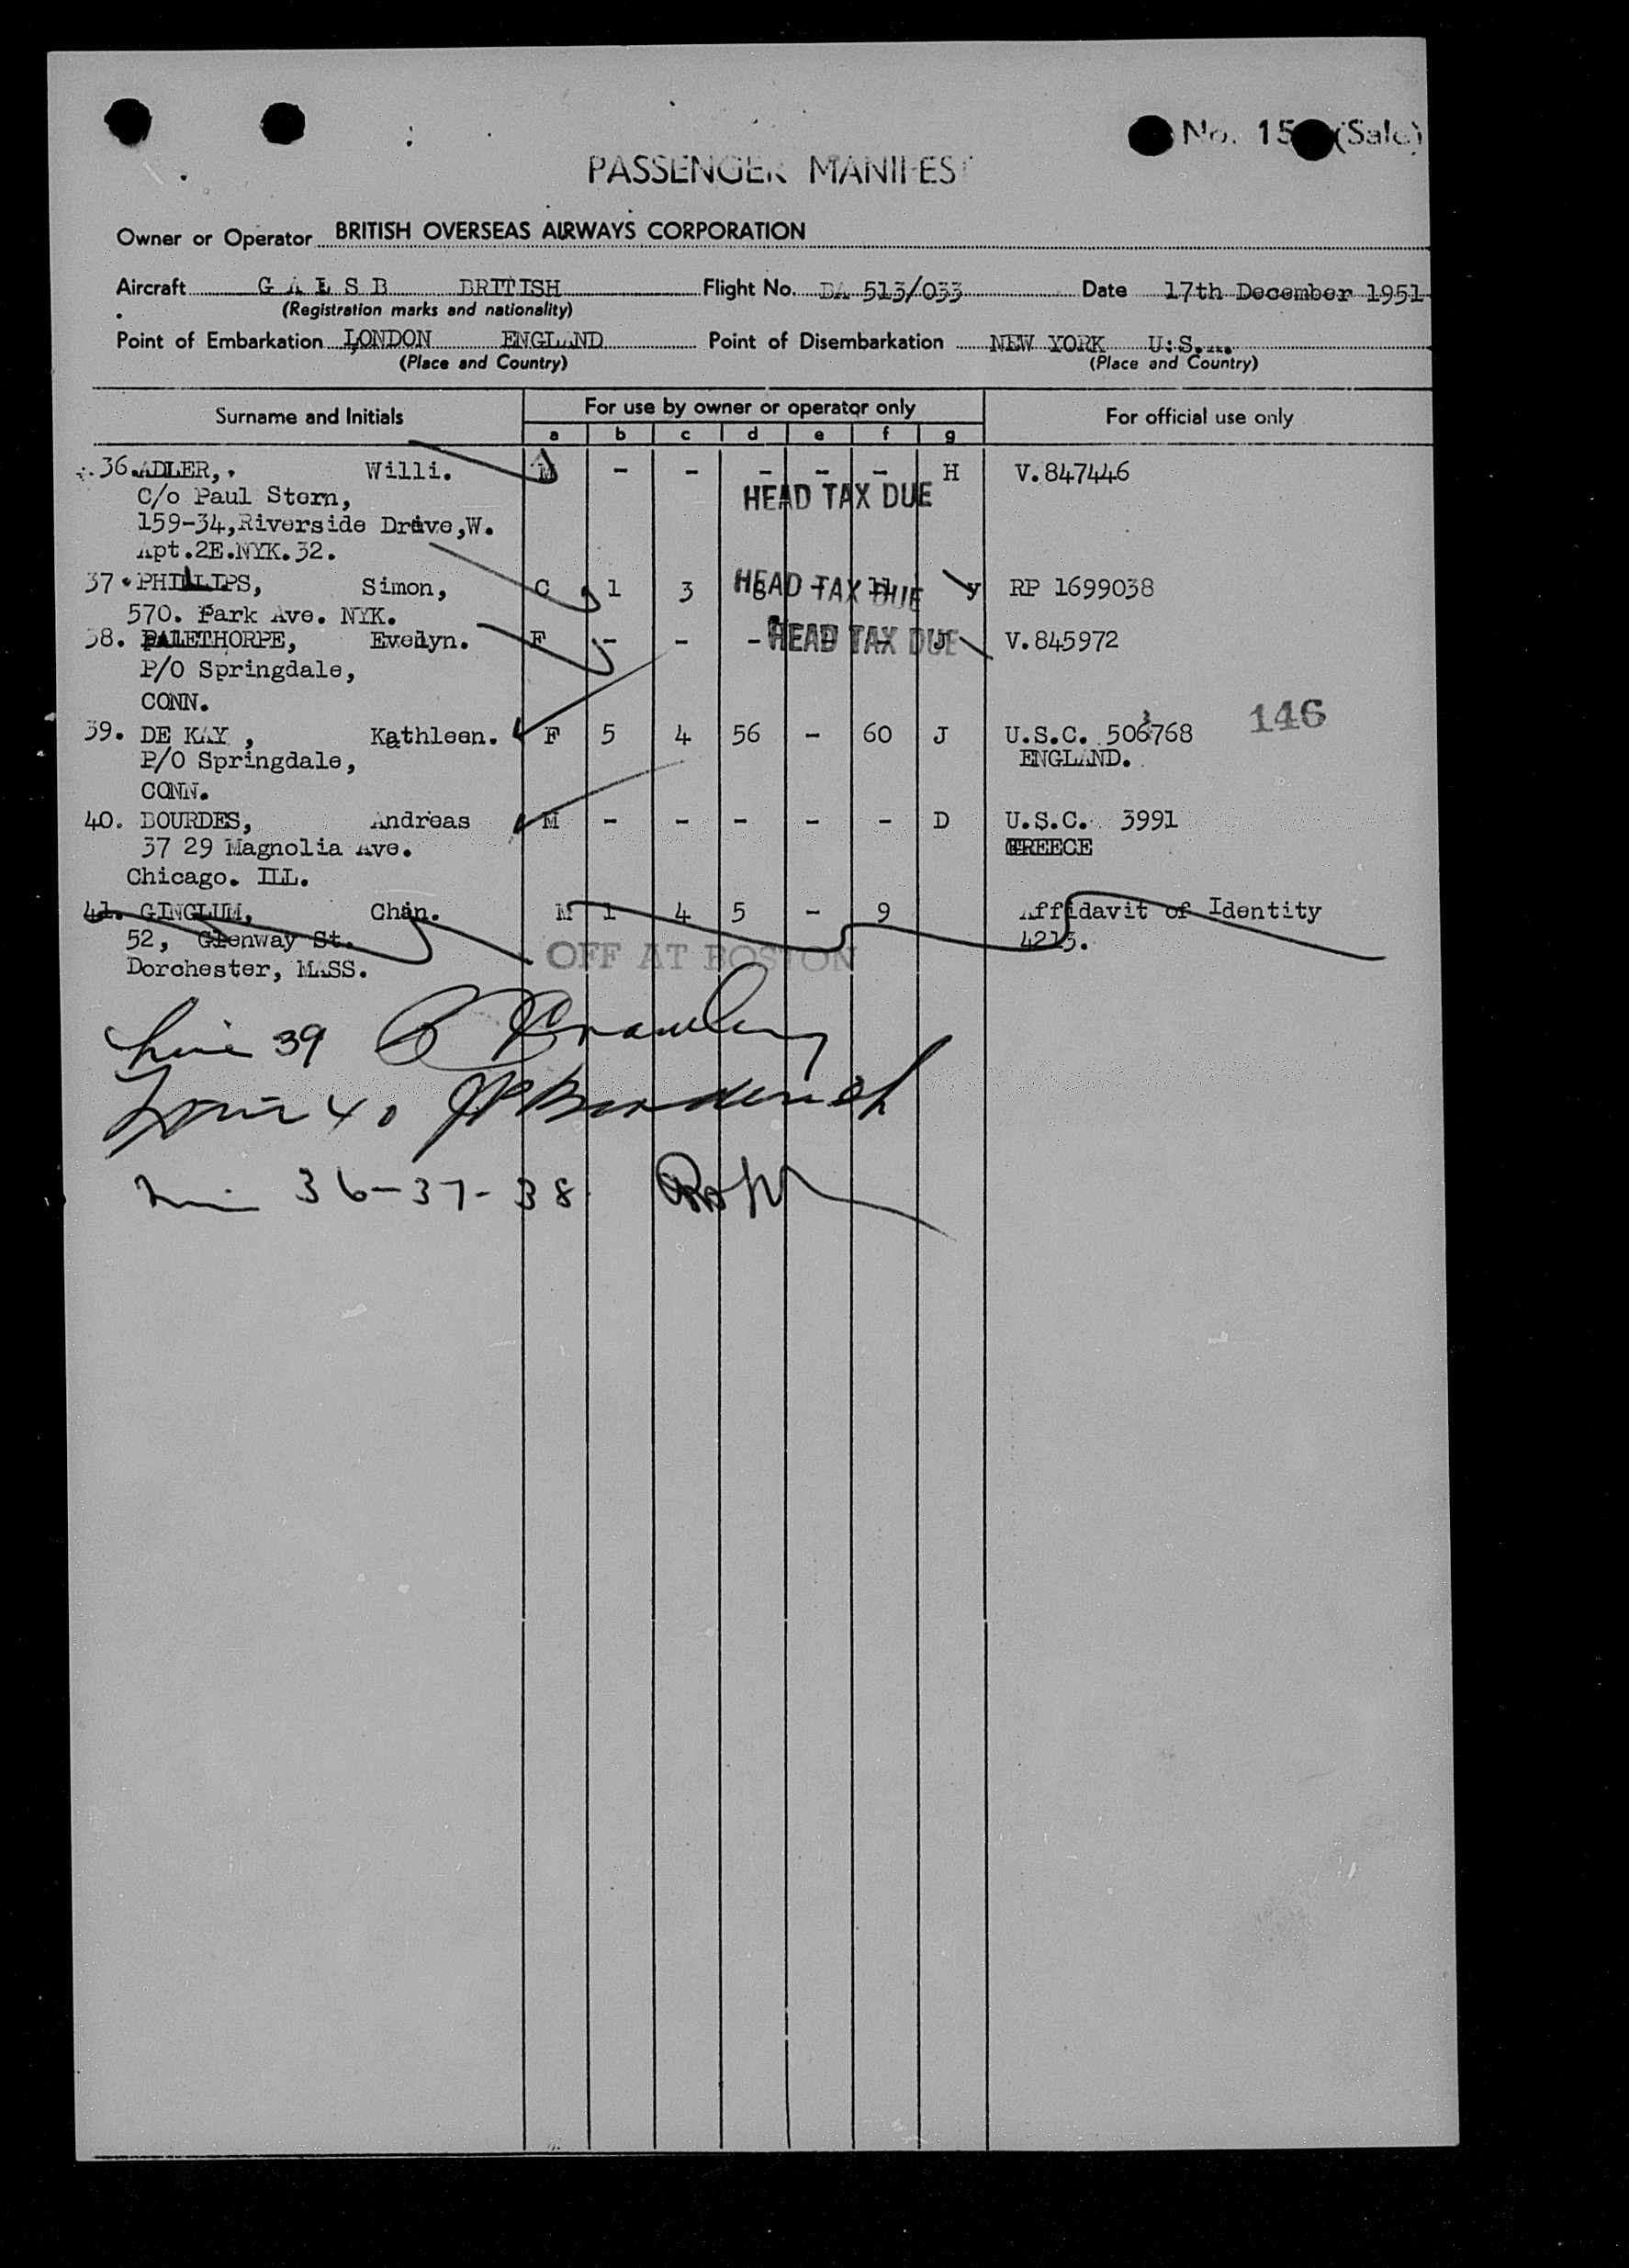 No. 15 (Sale)
PASSENGER MANIFEST
Owner or Operator BRITISH OVERSEAS AIRWAYS CORPORATION
Aircraft G A L S B BRITISH Flight No. BA 513/033 Date 17th December 1951
(Registration marks and nationality)
Point of Embarkation LONDON ENGLAND Point of Disembarkation NEW YORK U.S.A.
(Place and Country) (Place and Country)
Surname and Initials For use by owner or operator only For official use only
a b c d e f g
36. ADLER, Willi. M - - - - - H V.847446
C/o Paul Stern, HEAD TAX DUE
159-34,Riverside Drive,W.
Apt.2E.NYK.32.
37. PHILLIPS, Simon, C 1 3 8 - 11 HEAD TAX DUE RP 1699038
570. Park Ave. NYK.
38. PALETHORPE, Evelyn. F - - - - - J HEAD TAX DUE V.845972
P/O Springdale,
CONN.
39. DE KAY, Kathleen. F 5 4 56 - 60 J U.S.C. 506768 146
P/O Springdale, ENGLAND.
CONN.
40. BOURDES, Andreas M - - - - - D U.S.C. 3991
37 29 Magnolia Ave. GREECE
Chicago. ILL.
41. GINGLUM, Chan. M 1 4 5 - 9 Affidavit of Identity
52, Glenway St. 4213.
OFF AT BOSTON
Dorchester, MASS.
Line 39
Line 40
Line 36-37-38